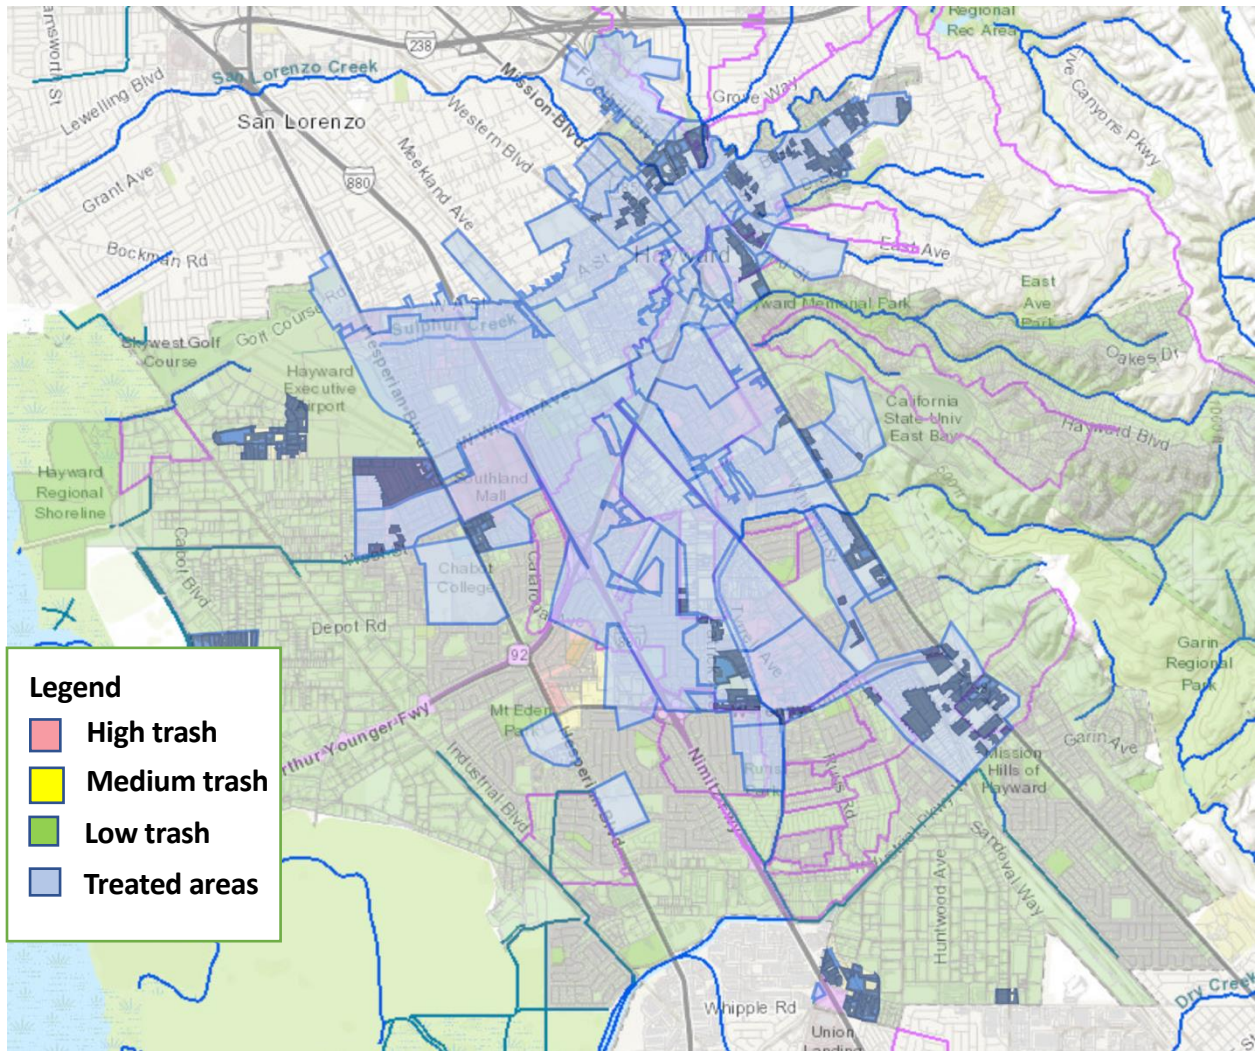 Regional
Rec Area
238
San Lorenzo Creek
Lewelling Blvd
Mission Blvd
Grove Way
San Lorenzo
Western Blvd
Grant Ave
880
Meekland Ave
Bockman Rd
East Ave
A St
Hayward
East
Ave
Park
Sulphur Creek
Golf Course Rd
Skywest Golf
Course
Oakes Dr
Hayward
Executive
Airport
Hesperian Blvd
W Winton Ave
California
State Univ
East Bay
Hayward Blvd
Hayward
Regional
Shoreline
Southland
Mall
Cabot Blvd
Chabot
College
Depot Rd
92
Garin
Regional
Park
Legend
High trash
Medium trash
Low trash
Treated areas
Mt Eden
Park
rthur Younger Fwy
Industrial Blvd
Hesperian Blvd
Nimitz Fwy
Garin Ave
Mission
Hills of
Hayward
Sandoval Way
Huntwood Ave
Whipple Rd
Dry Creek
Union
Landing